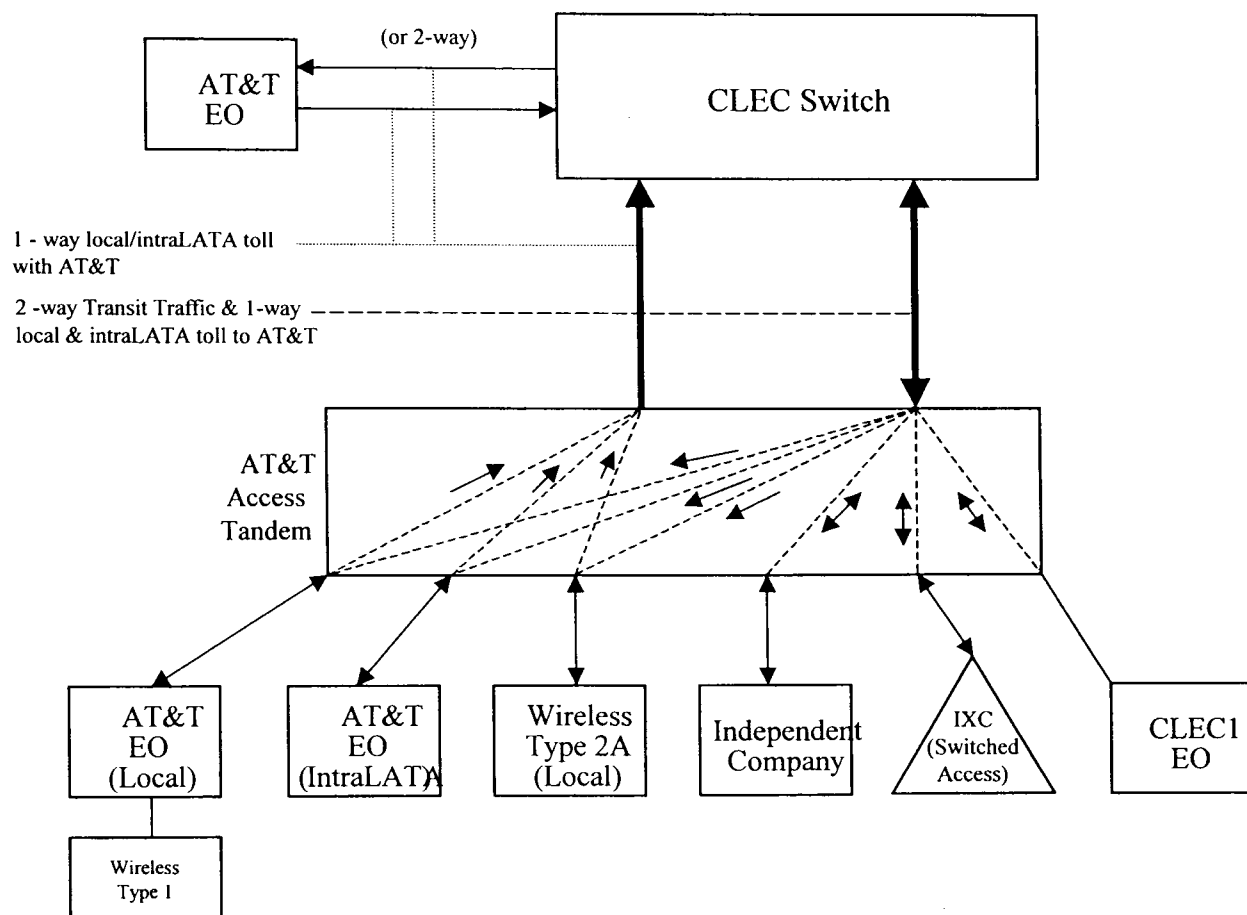 (or 2-way)
AT&T
EO
CLEC Switch
1 - way local/intraLATA toll
with AT&T
2 -way Transit Traffic & 1-way
local & intraLATA toll to AT&T
AT&T
Access
Tandem
AT&T
EO
(Local)
AT&T
EO
(IntraLATA)
Wireless
Type 2A
(Local)
Independent
Company
IXC
(Switched
Access)
CLEC1
EO
Wireless
Type 1